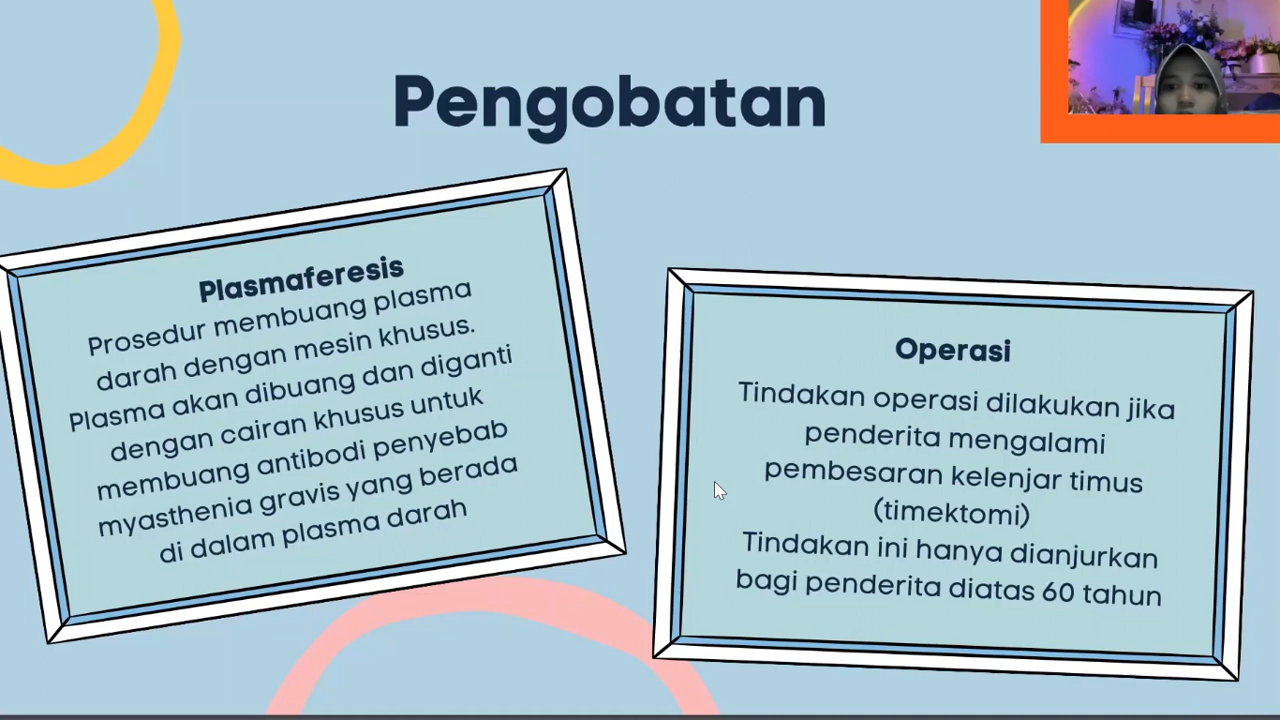 Pengobatan
Plasmaferesis
Prosedur membuang plasma
darah dengan mesin khusus.
Plasma akan dibuang dan diganti
dengan cairan khusus untuk
membuang antibodi penyebab
myasthenia gravis yang berada
di dalam plasma darah
Operasi
Tindakan operasi dilakukan jika
penderita mengalami
pembesaran kelenjar timus
(timektomi)
Tindakan ini hanya dianjurkan
bagi penderita diatas 60 tahun